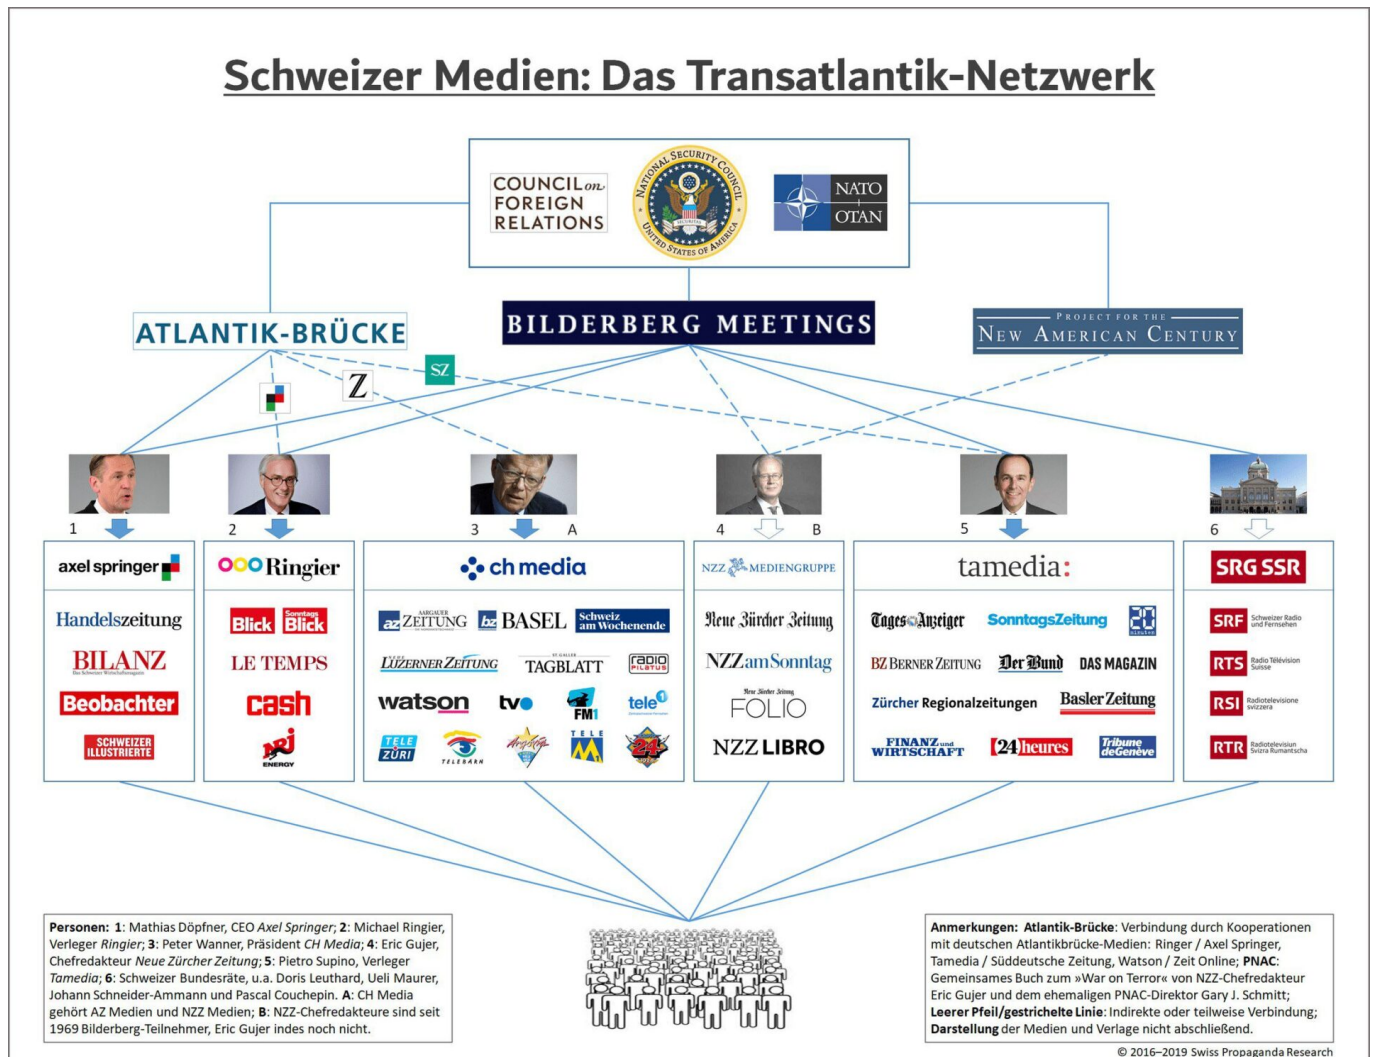 Schweizer Medien: Das Transatlantik-Netzwerk
COUNCIL on
FOREIGN
RELATIONS
NATIONAL SECURITY COUNCIL
UNITED STATES OF AMERICA
NATO
OTAN
ATLANTIK-BRÜCKE
BILDERBERG MEETINGS
PROJECT FOR THE
NEW AMERICAN CENTURY
Z
SZ
1
2
3
A
4
B
5
6
axel springer
Handelszeitung
BILANZ
Das Schweizer Wirtschaftsmagazin
Beobachter
SCHWEIZER
ILLUSTRIERTE
Ringier
Blick
Sonntags
Blick
LE TEMPS
cash
NRJ
ENERGY
ch media
az AARGAUER
ZEITUNG
bz BASEL
Schweiz
am Wochenende
LUZERNER ZEITUNG
ST. GALLER
TAGBLATT
RADIO
PILATUS
watson
tvo
FM1
tele 1
TELE
ZÜRI
TELEBÄRN
Argovia
TELE
M1
24
NZZ MEDIENGRUPPE
Neue Zürcher Zeitung
NZZ am Sonntag
Neue Zürcher Zeitung
FOLIO
NZZ LIBRO
tamedia:
Tages Anzeiger
SonntagsZeitung
20
minuten
BZ BERNER ZEITUNG
Der Bund
DAS MAGAZIN
Zürcher Regionalzeitungen
Basler Zeitung
FINANZ und
WIRTSCHAFT
24 heures
Tribune
de Genève
SRG SSR
SRF Schweizer Radio
und Fernsehen
RTS Radio Télévision
Suisse
RSI Radiotelevisione
svizzera
RTR Radiotelevisiun
Svizra Rumantscha
Personen: 1: Mathias Döpfner, CEO Axel Springer; 2: Michael Ringier,
Verleger Ringier; 3: Peter Wanner, Präsident CH Media; 4: Eric Gujer,
Chefredakteur Neue Zürcher Zeitung; 5: Pietro Supino, Verleger
Tamedia; 6: Schweizer Bundesräte, u.a. Doris Leuthard, Ueli Maurer,
Johann Schneider-Ammann und Pascal Couchepin. A: CH Media
gehört AZ Medien und NZZ Medien; B: NZZ-Chefredakteure sind seit
1969 Bilderberg-Teilnehmer, Eric Gujer indes noch nicht.
Anmerkungen: Atlantik-Brücke: Verbindung durch Kooperationen
mit deutschen Atlantikbrücke-Medien: Ringer / Axel Springer,
Tamedia / Süddeutsche Zeitung, Watson / Zeit Online; PNAC:
Gemeinsames Buch zum »War on Terror« von NZZ-Chefredakteur
Eric Gujer und dem ehemaligen PNAC-Direktor Gary J. Schmitt;
Leerer Pfeil/gestrichelte Linie: Indirekte oder teilweise Verbindung;
Darstellung der Medien und Verlage nicht abschließend.
© 2016–2019 Swiss Propaganda Research